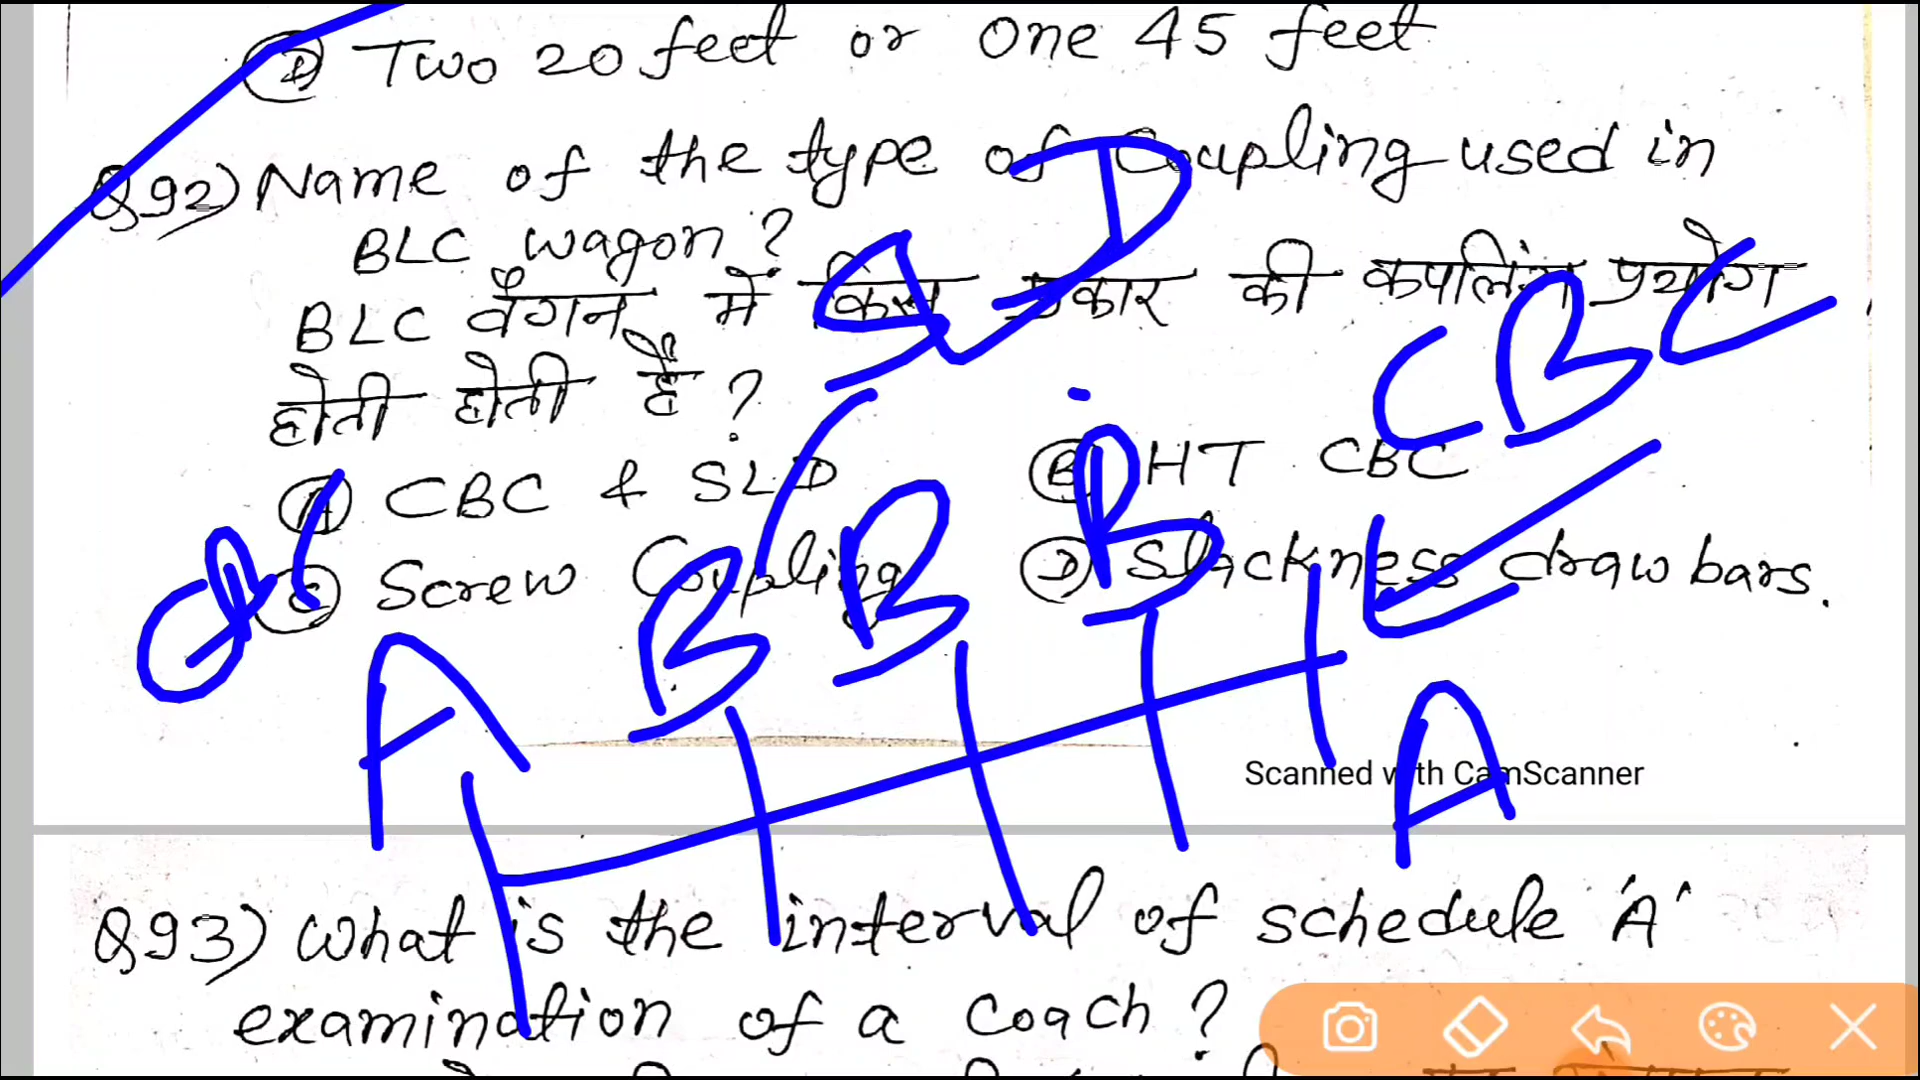 (D) Two 20 feet or One 45 feet
Q92) Name of the type of Coupling used in
BLC wagon?
BLC वैगन में किस प्रकार की कपलिंग प्रयोग
होती होती है?
(A) CBC & SLD (B) HT CBC
(C) Screw Coupling (D) Slackness draw bars.
CBC
A B B B A
Scanned with CamScanner
Q93) What is the interval of schedule 'A'
examination of a coach?